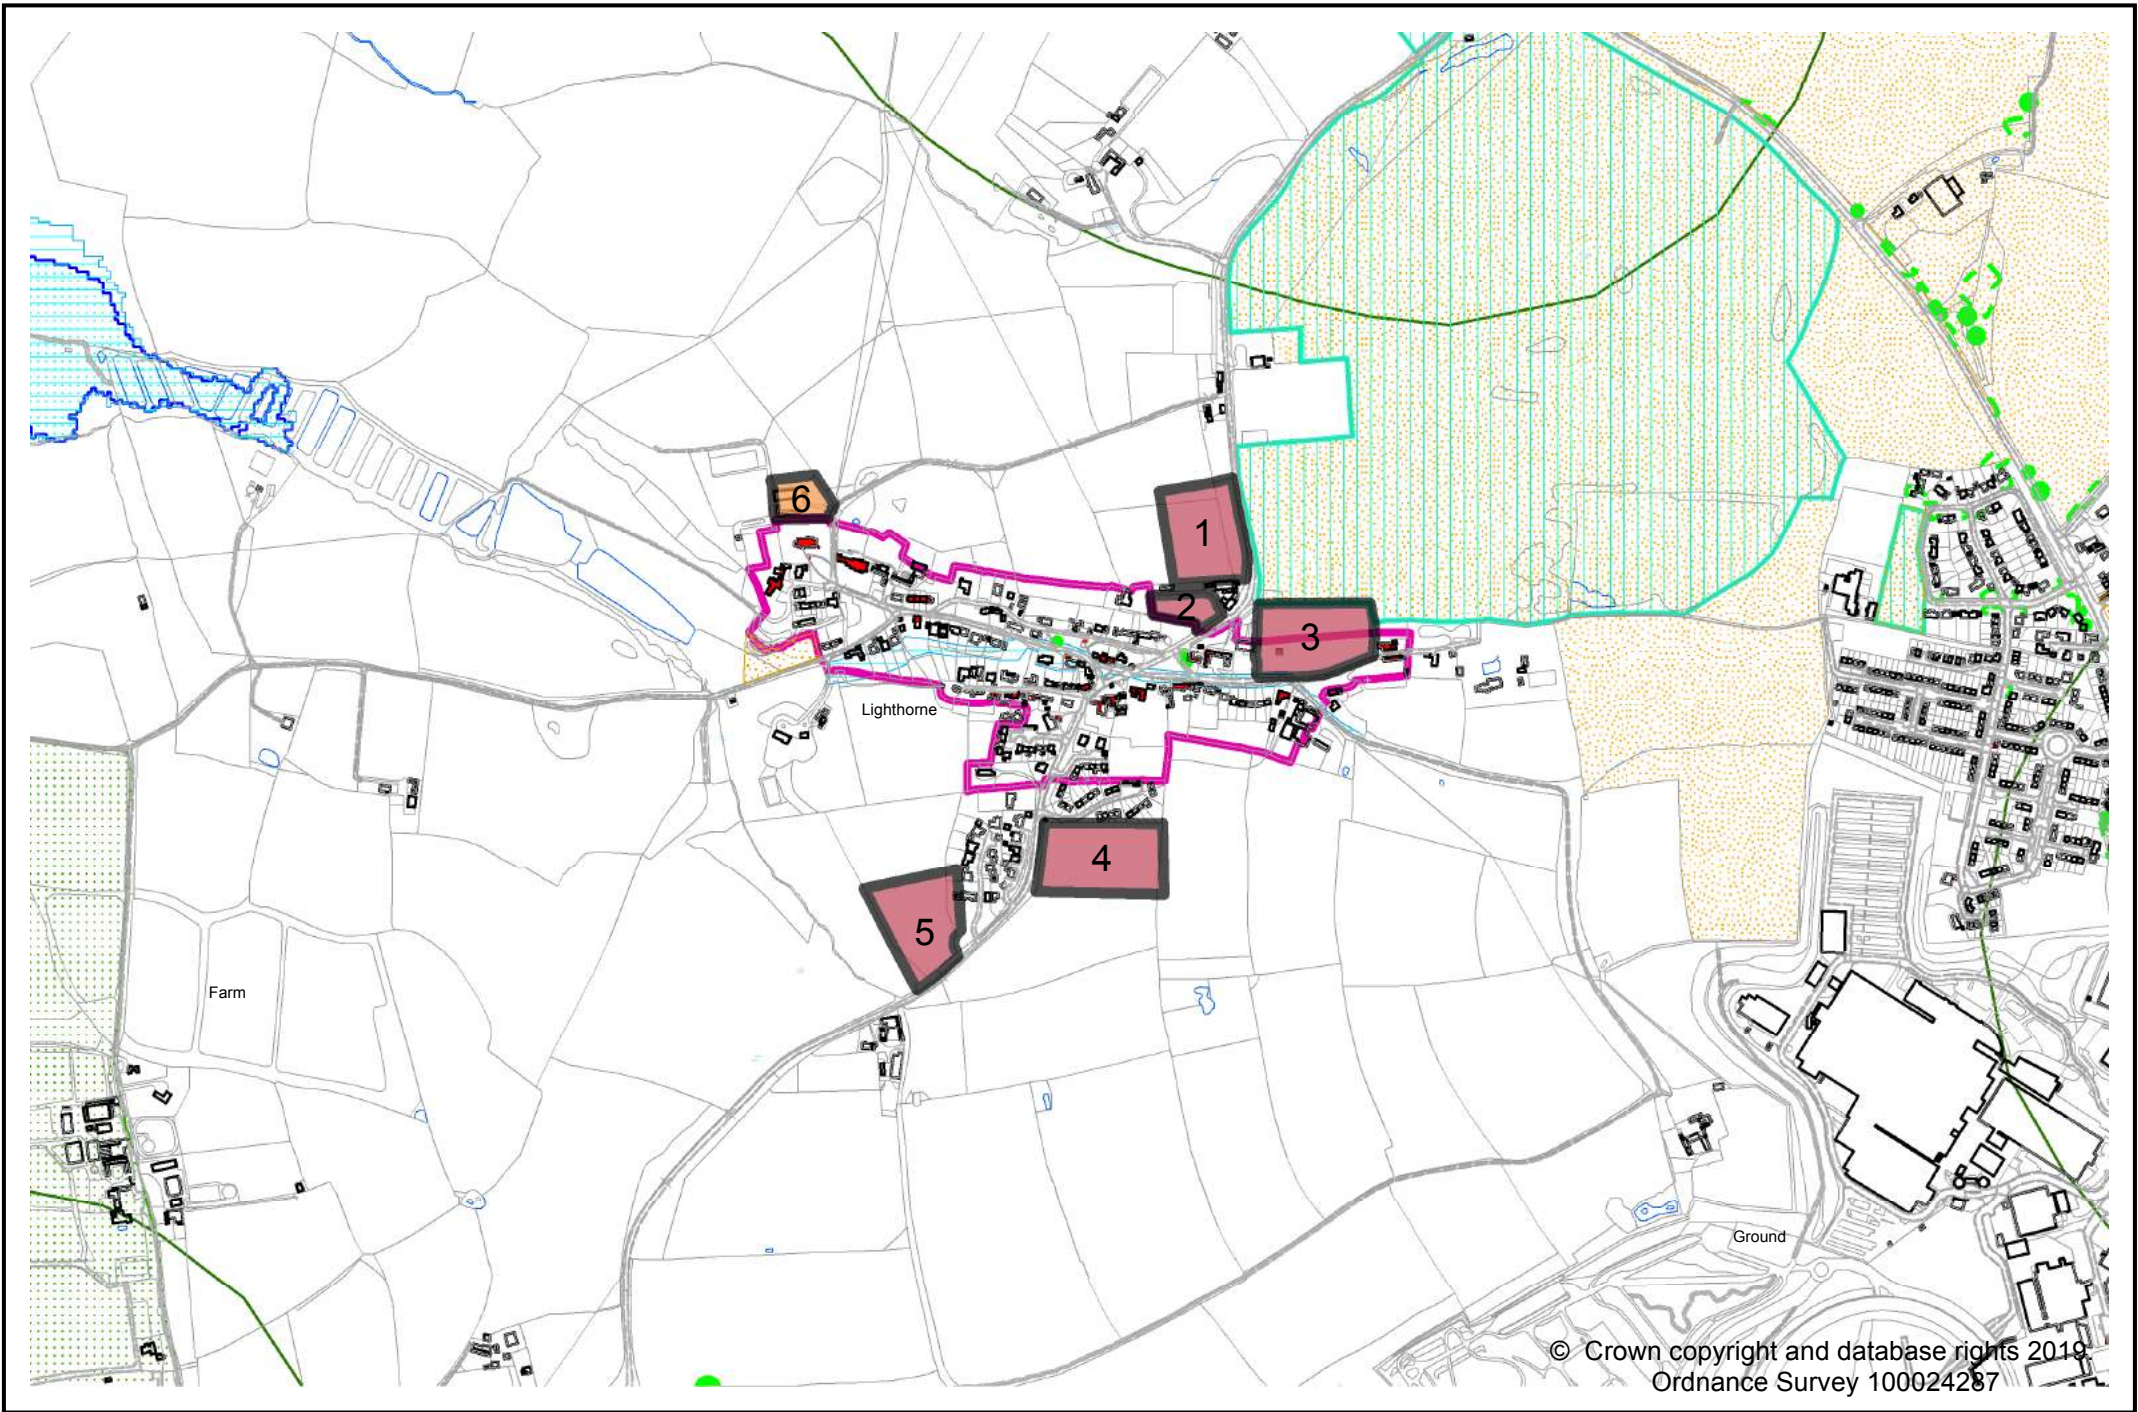 6
1
2
3
Lighthorne
4
5
Farm
Ground
© Crown copyright and database rights 2019
Ordnance Survey 100024287